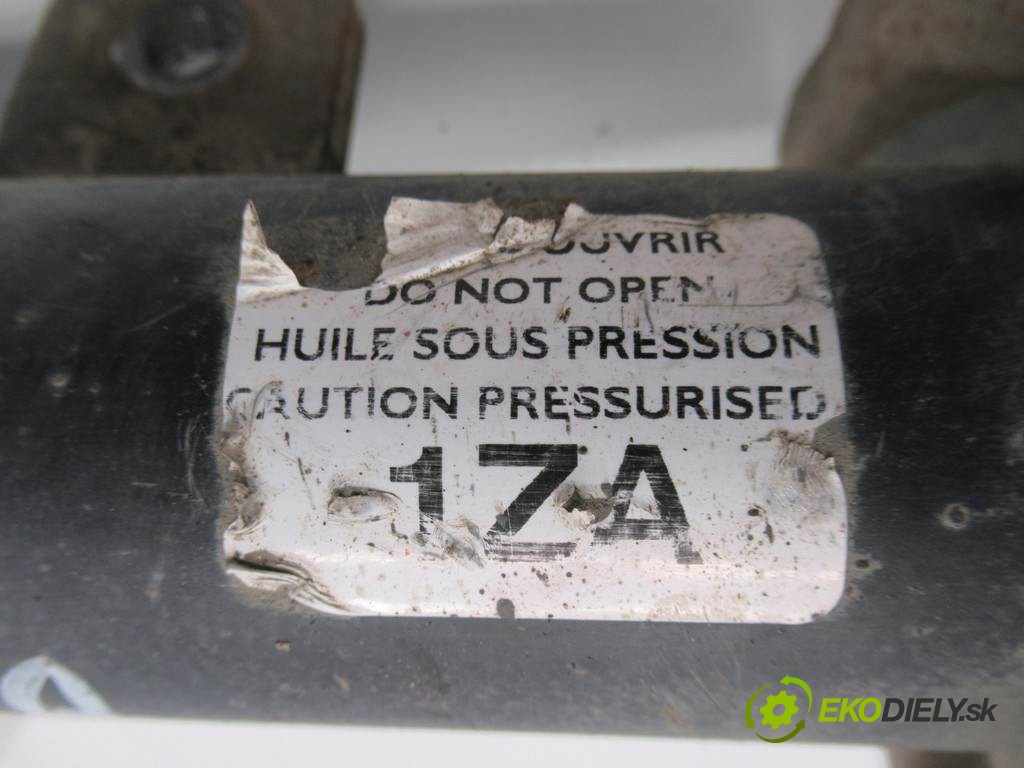 OUVRIR
DO NOT OPEN
HUILE SOUS PRESSION
CAUTION PRESSURISED
1ZA
EKODIELY.sk